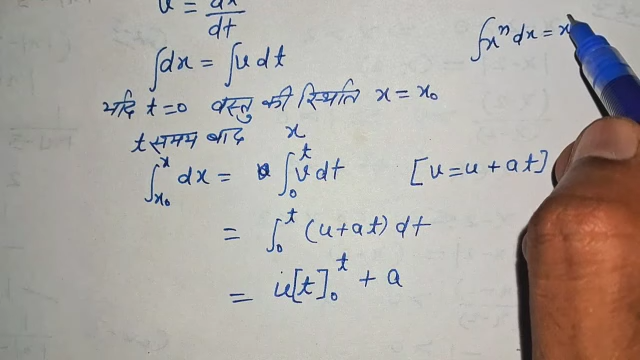 v = dx/dt
∫dx = ∫v dt
∫xⁿ dx = x
यदि t=0 वस्तु की स्थिति x = x₀
t समय बाद x
∫ₓ₀ˣ dx = ∫₀ᵗ v dt [v = u + at]
= ∫₀ᵗ (u+at) dt
= u[t]₀ᵗ + a